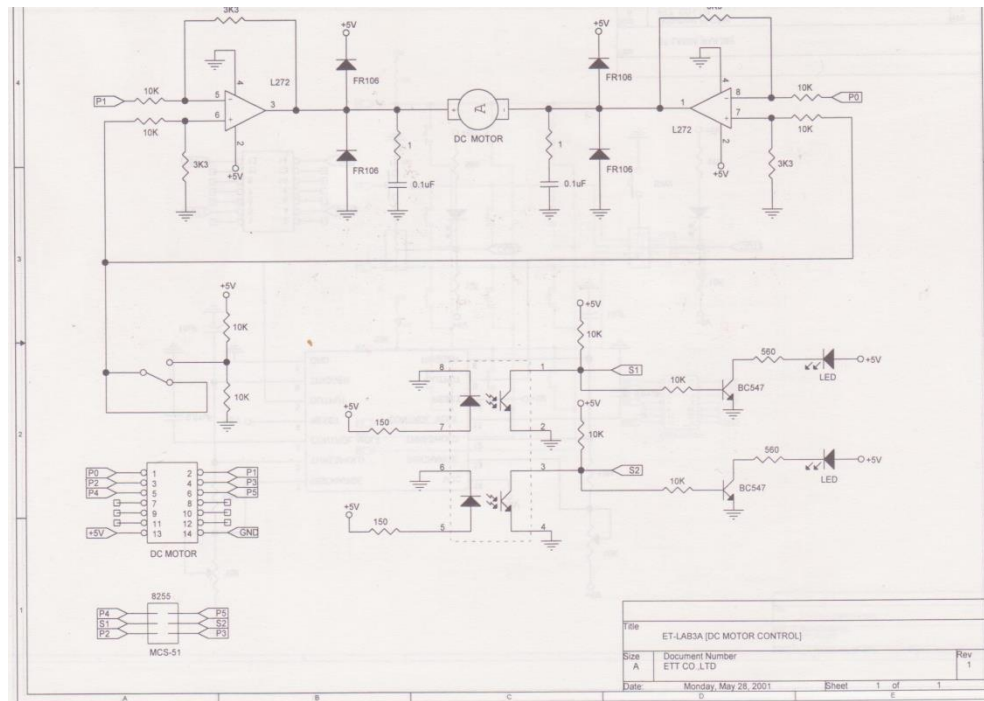 3K3
+5V
+5V
10K
5
4
L272
3
FR106
FR106
8
4
10K
P1
P0
10K
6
2
DC MOTOR
1
L272
7
2
10K
3K3
+5V
FR106
1
0.1uF
1
0.1uF
FR106
+5V
3K3
+5V
10K
10K
+5V
10K
8
1
S1
560
+5V
LED
10K
BC547
+5V
150
7
2
+5V
10K
6
3
S2
560
+5V
LED
10K
BC547
+5V
150
5
4
P0 1 2 P1
P2 3 4 P3
P4 5 6 P5
7 8
9 10
11 12
+5V 13 14 GND
DC MOTOR
8255
P4 P5
S1 S2
P2 P3
MCS-51
Title
ET-LAB3A [DC MOTOR CONTROL]
Size Document Number Rev
A ETT CO.,LTD 1
Date: Monday, May 28, 2001 Sheet 1 of 1
4
3
2
1
A B C D E